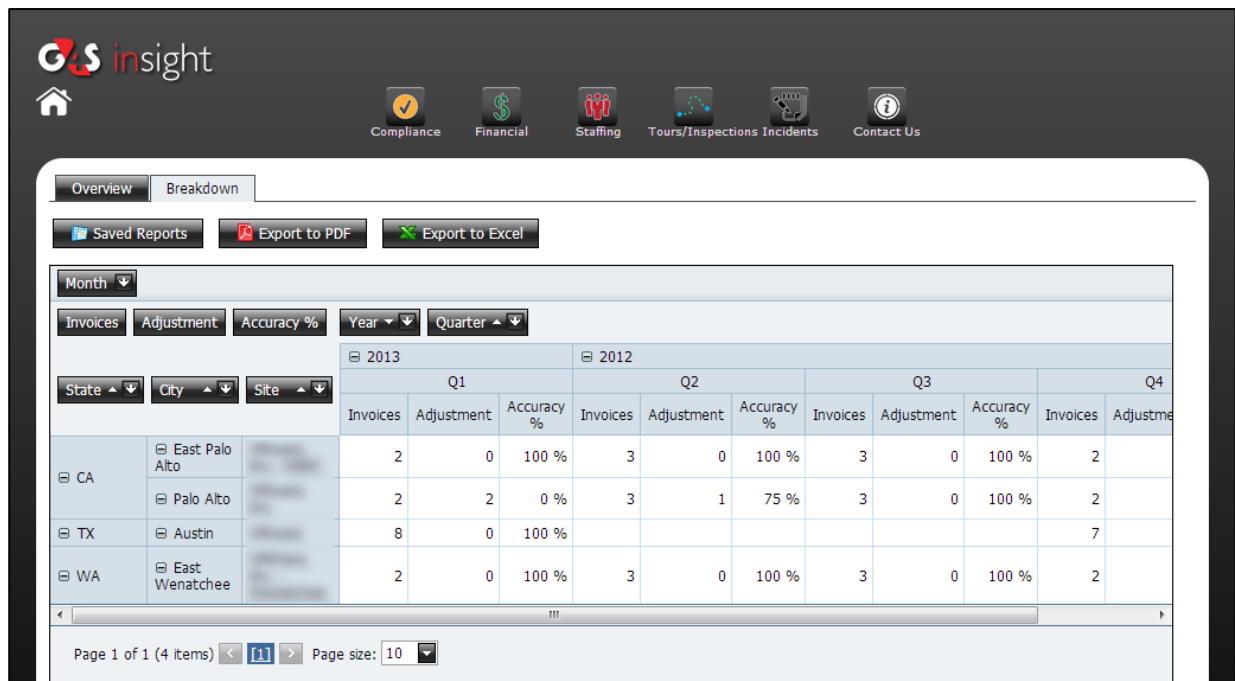 G4S insight
Compliance Financial Staffing Tours/Inspections Incidents Contact Us
Overview Breakdown
Saved Reports Export to PDF Export to Excel
Month
Invoices Adjustment Accuracy % Year Quarter
2013 2012
State City Site
Q1 Q2 Q3 Q4
Invoices Adjustment Accuracy % Invoices Adjustment Accuracy % Invoices Adjustment Accuracy % Invoices Adjustme
CA East Palo Alto 2 0 100 % 3 0 100 % 3 0 100 % 2
Palo Alto 2 2 0 % 3 1 75 % 3 0 100 % 2
TX Austin 8 0 100 % 7
WA East Wenatchee 2 0 100 % 3 0 100 % 3 0 100 % 2
Page 1 of 1 (4 items) < [1] > Page size: 10